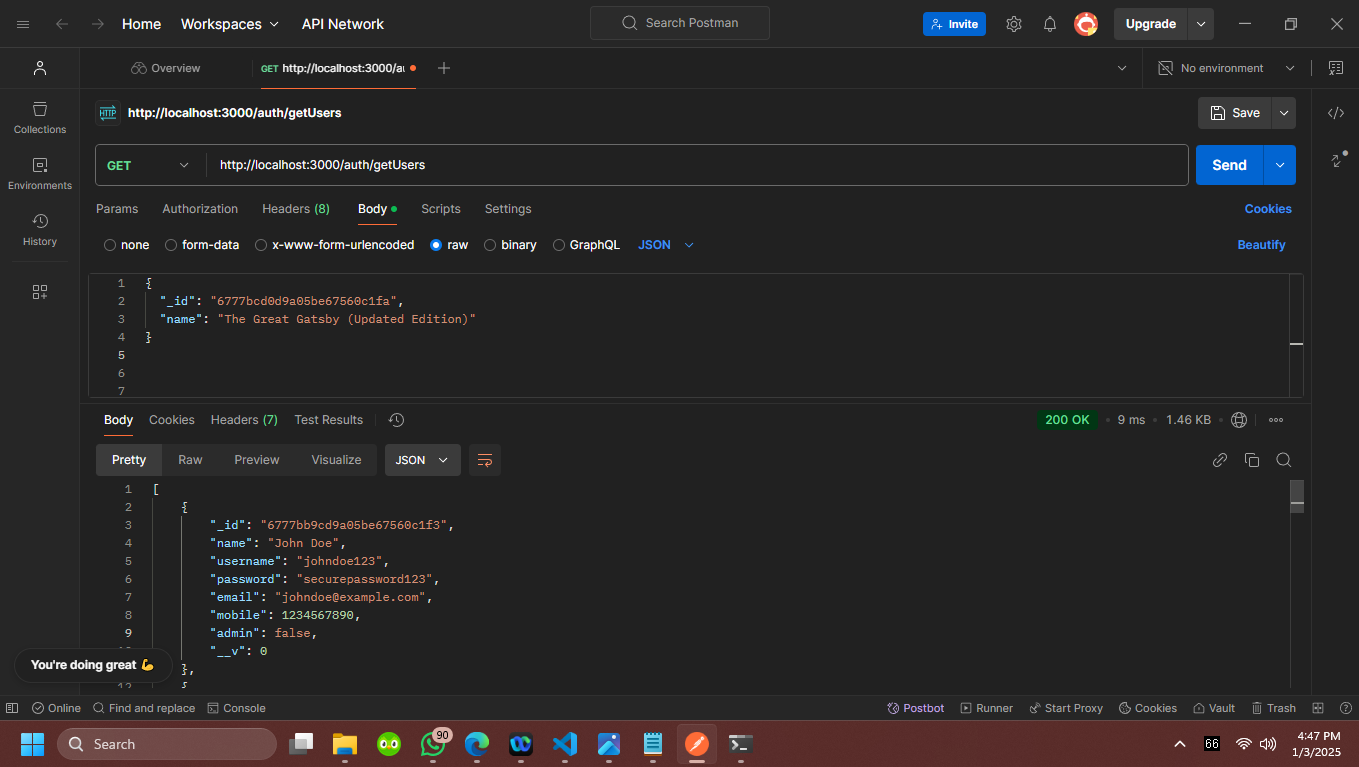 Home Workspaces API Network Search Postman Invite Upgrade
Overview GET http://localhost:3000/au No environment
HTTP http://localhost:3000/auth/getUsers Save
Collections
GET http://localhost:3000/auth/getUsers Send
Environments
Params Authorization Headers (8) Body Scripts Settings Cookies
History
none form-data x-www-form-urlencoded raw binary GraphQL JSON Beautify
1 {
2 "_id": "6777bcd0d9a05be67560c1fa",
3 "name": "The Great Gatsby (Updated Edition)"
4 }
5
6
7
Body Cookies Headers (7) Test Results 200 OK 9 ms 1.46 KB
Pretty Raw Preview Visualize JSON
1 [
2 {
3 "_id": "6777bb9cd9a05be67560c1f3",
4 "name": "John Doe",
5 "username": "johndoe123",
6 "password": "securepassword123",
7 "email": "johndoe@example.com",
8 "mobile": 1234567890,
9 "admin": false,
"__v": 0
You're doing great 💪
},
12 {
Online Find and replace Console Postbot Runner Start Proxy Cookies Vault Trash
Search 90 66 4:47 PM
1/3/2025